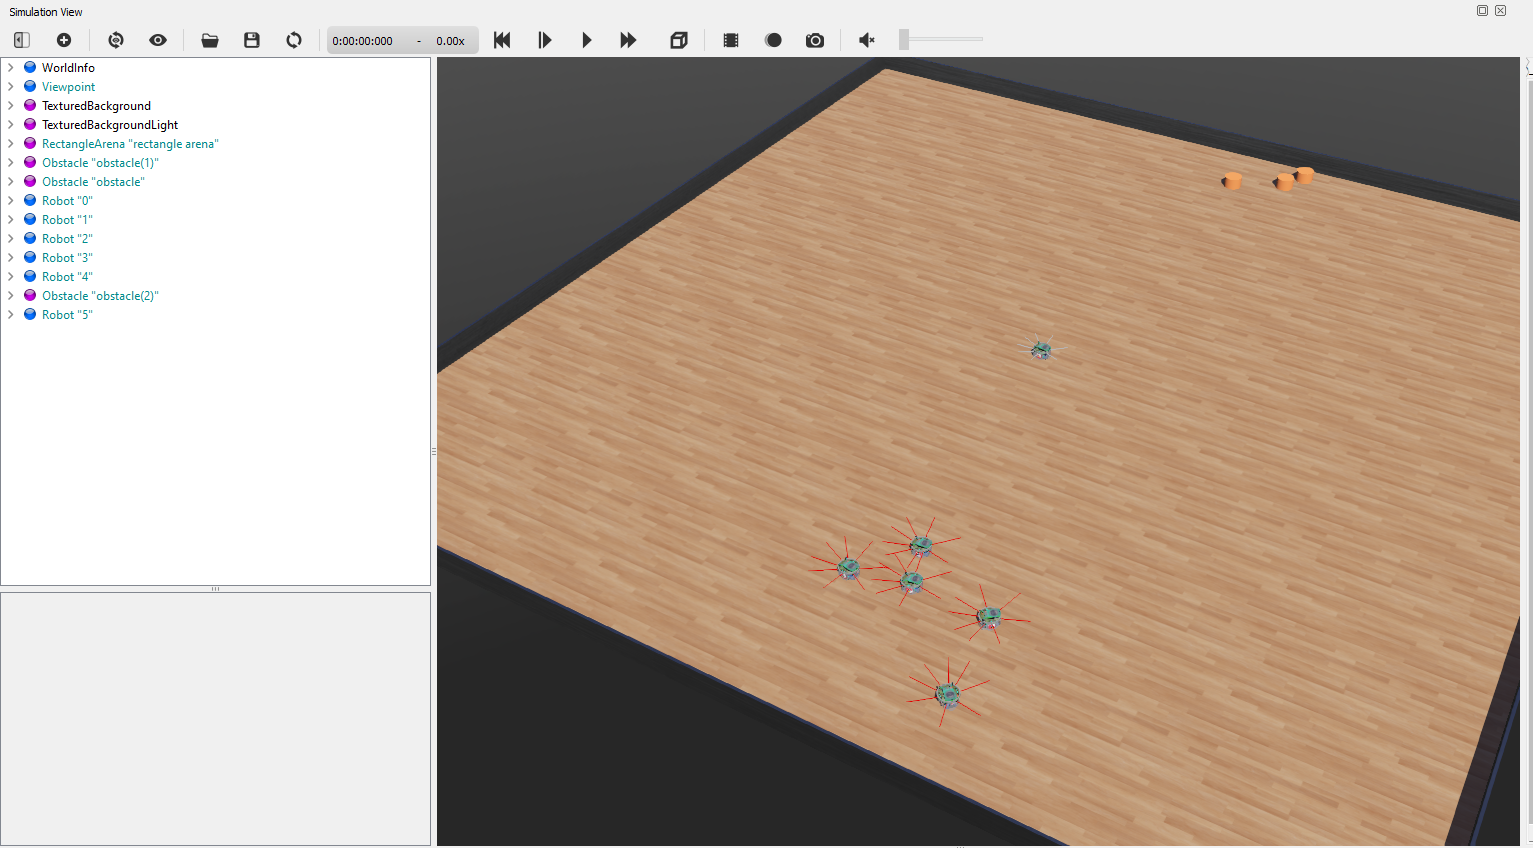 Simulation View
0:00:00:000 - 0.00x
WorldInfo
Viewpoint
TexturedBackground
TexturedBackgroundLight
RectangleArena "rectangle arena"
Obstacle "obstacle(1)"
Obstacle "obstacle"
Robot "0"
Robot "1"
Robot "2"
Robot "3"
Robot "4"
Obstacle "obstacle(2)"
Robot "5"